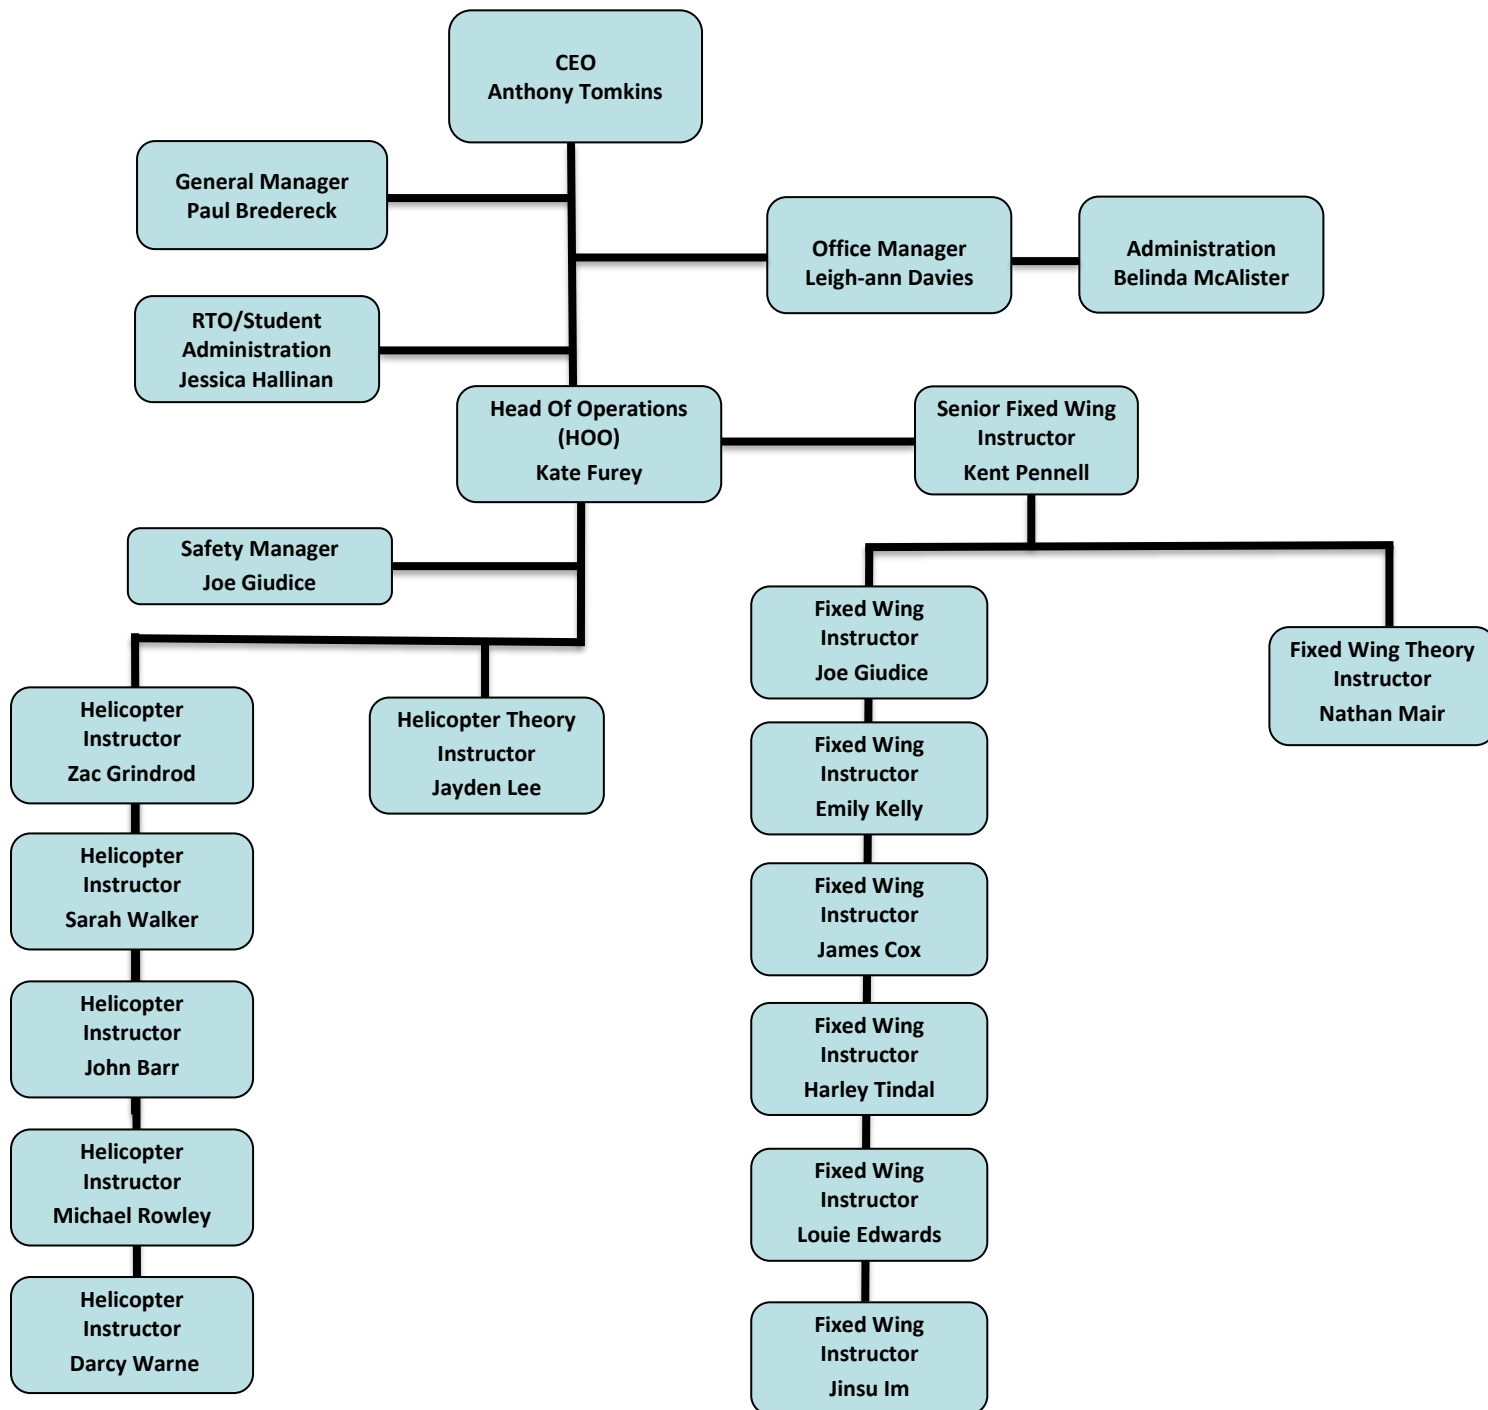 CEO
Anthony Tomkins
General Manager
Paul Bredereck
Office Manager
Leigh-ann Davies
Administration
Belinda McAlister
RTO/Student
Administration
Jessica Hallinan
Head Of Operations
(HOO)
Kate Furey
Senior Fixed Wing
Instructor
Kent Pennell
Safety Manager
Joe Giudice
Helicopter
Instructor
Zac Grindrod
Helicopter Theory
Instructor
Jayden Lee
Helicopter
Instructor
Sarah Walker
Helicopter
Instructor
John Barr
Helicopter
Instructor
Michael Rowley
Helicopter
Instructor
Darcy Warne
Fixed Wing
Instructor
Joe Giudice
Fixed Wing Theory
Instructor
Nathan Mair
Fixed Wing
Instructor
Emily Kelly
Fixed Wing
Instructor
James Cox
Fixed Wing
Instructor
Harley Tindal
Fixed Wing
Instructor
Louie Edwards
Fixed Wing
Instructor
Jinsu Im